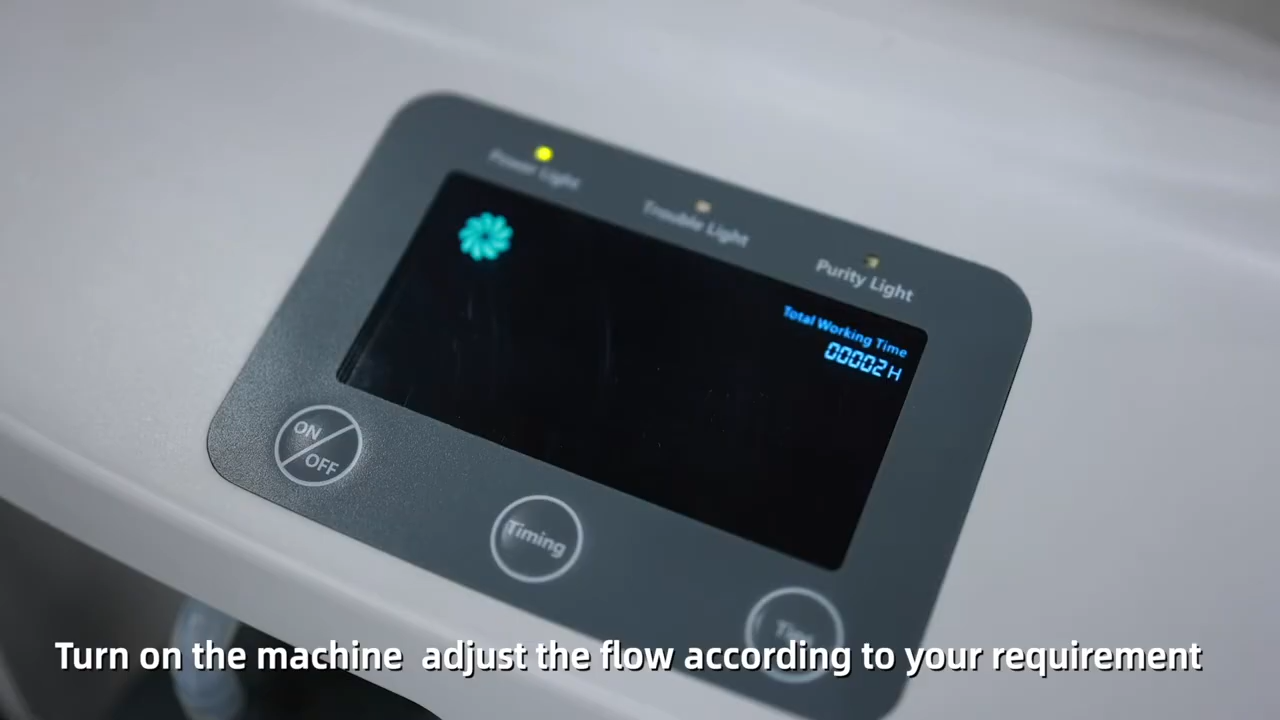 Power Light
Trouble Light
Purity Light
Total Working Time
00002 H
ON
OFF
Timing
Turn on the machine adjust the flow according to your requirement